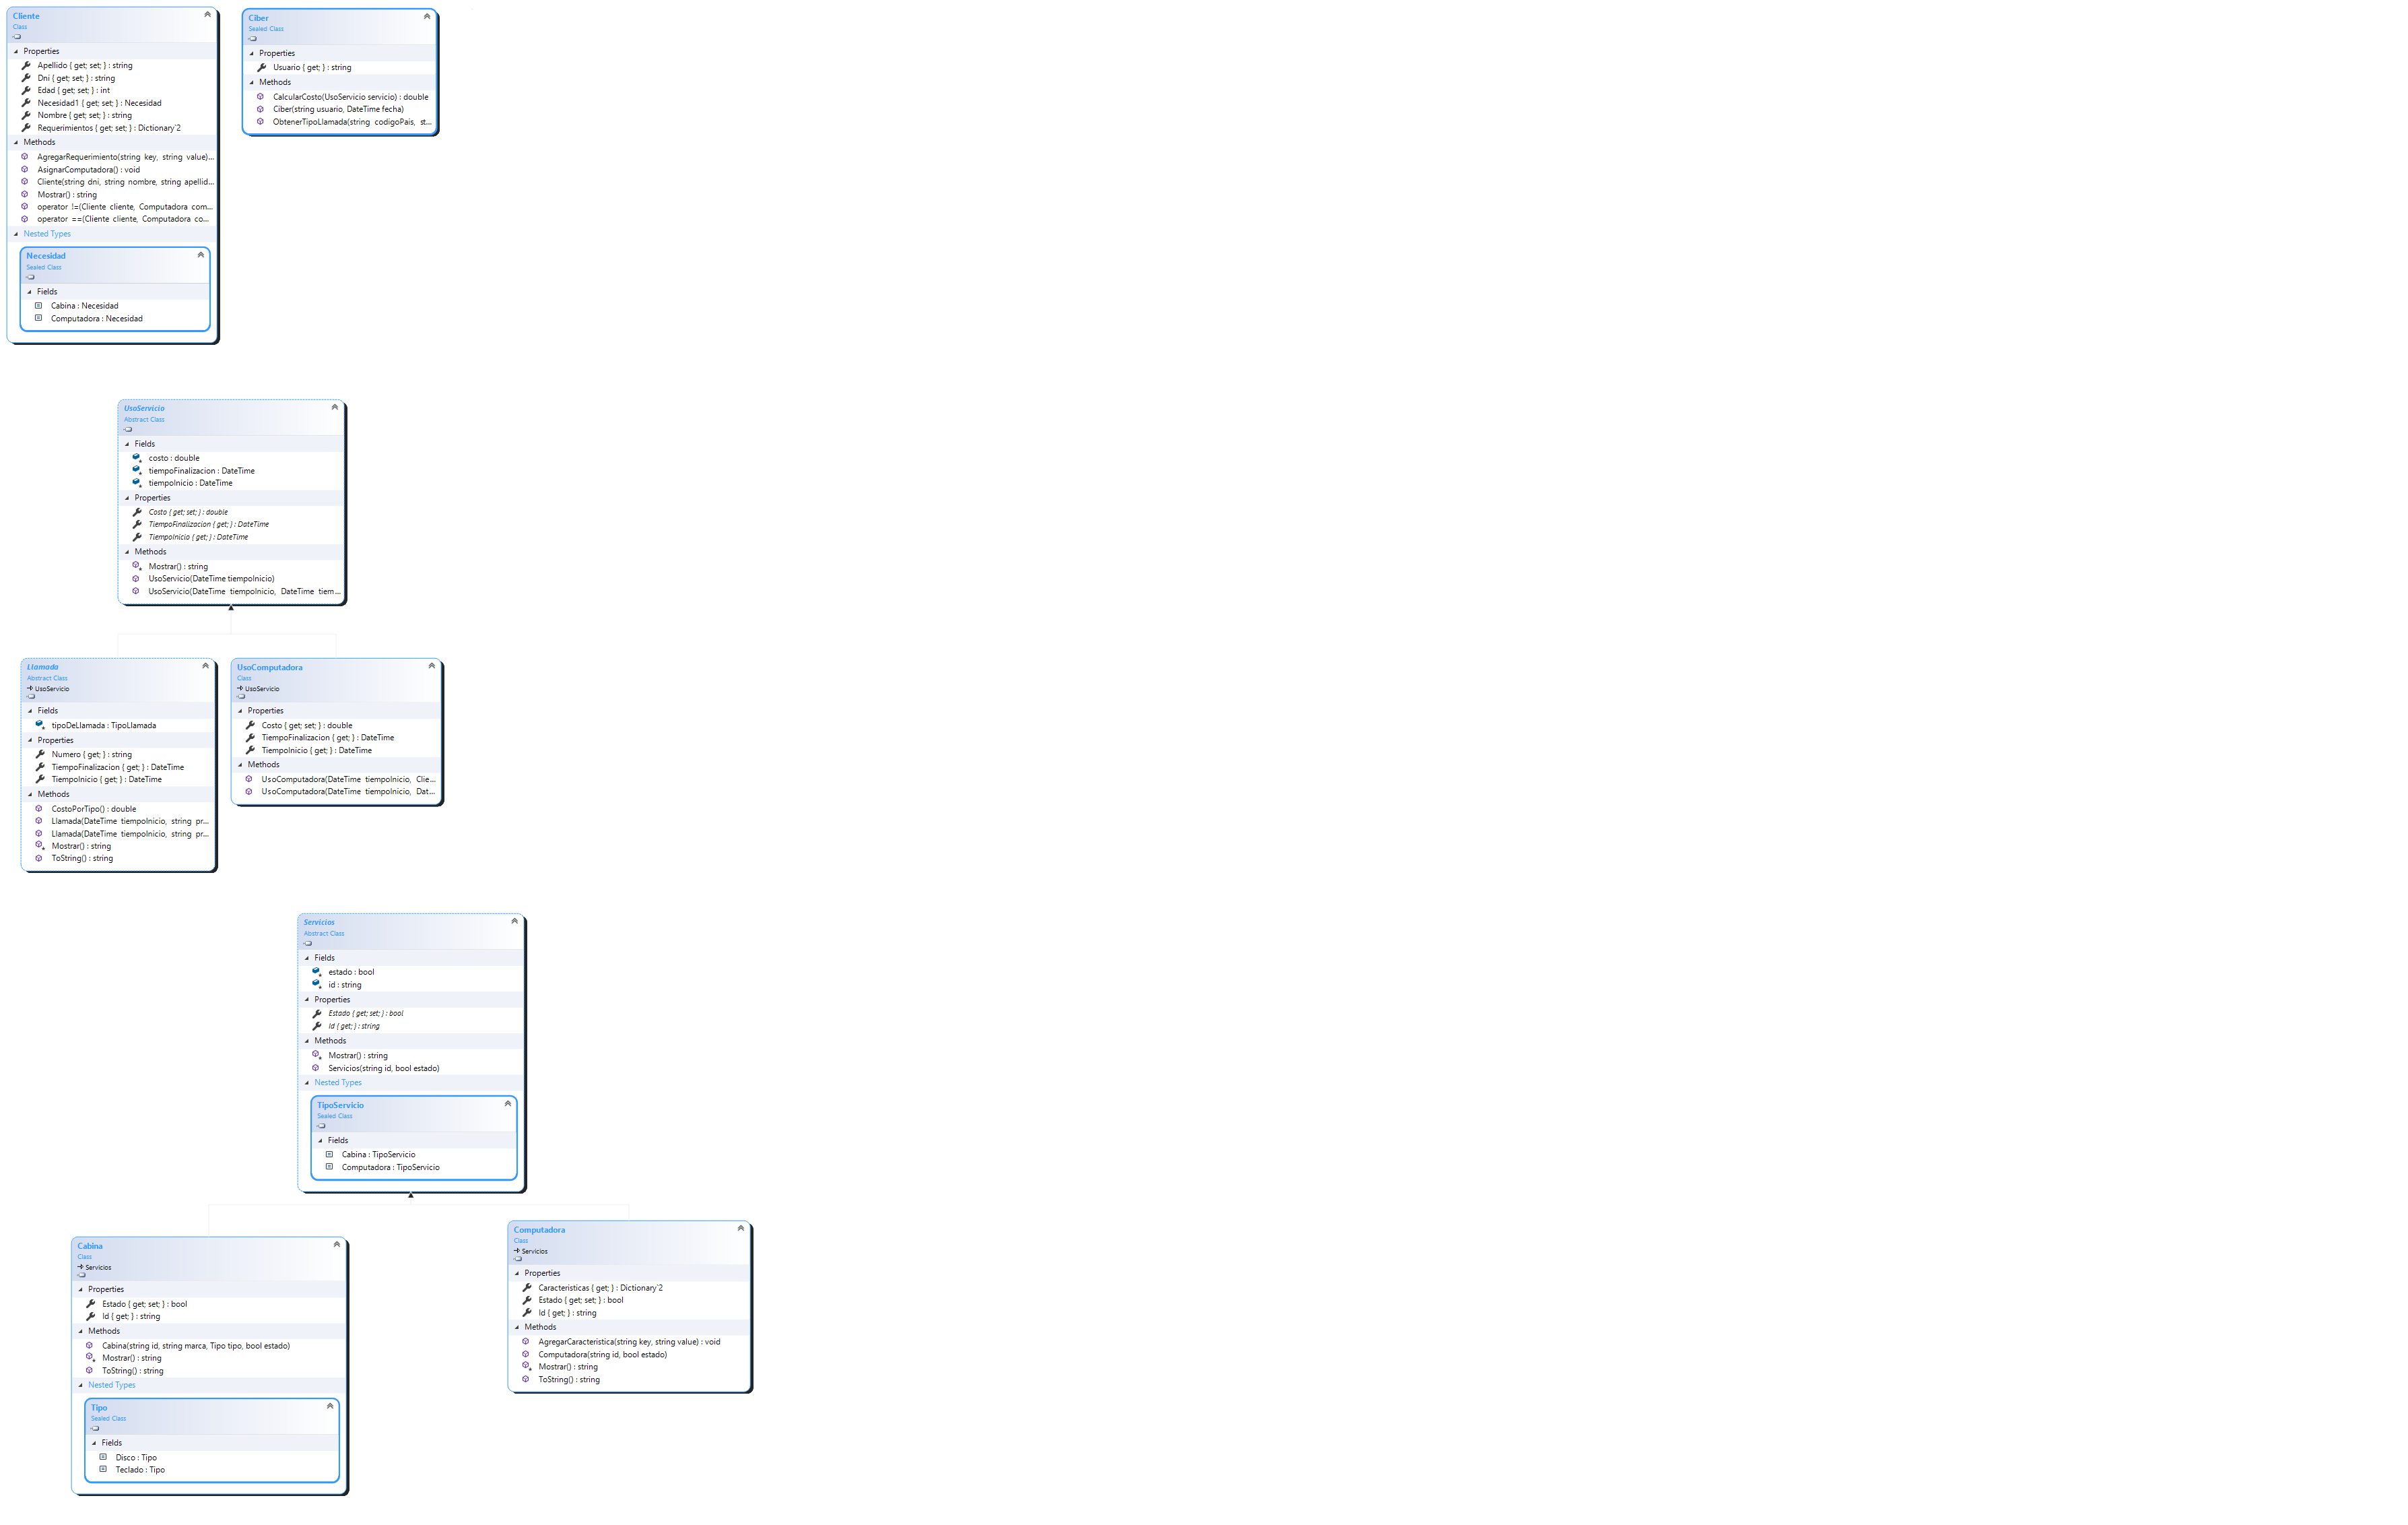 Cliente
Class
Properties
Apellido { get; set; } : string
Dni { get; set; } : string
Edad { get; set; } : int
Necesidad1 { get; set; } : Necesidad
Nombre { get; set; } : string
Requerimientos { get; set; } : Dictionary`2
Methods
AgregarRequerimiento(string key, string value)...
AsignarComputadora() : void
Cliente(string dni, string nombre, string apellid...
Mostrar() : string
operator !=(Cliente cliente, Computadora com...
operator ==(Cliente cliente, Computadora co...
Nested Types
Necesidad
Sealed Class
Fields
Cabina : Necesidad
Computadora : Necesidad
Ciber
Sealed Class
Properties
Usuario { get; } : string
Methods
CalcularCosto(UsoServicio servicio) : double
Ciber(string usuario, DateTime fecha)
ObtenerTipoLlamada(string codigoPais, st...
UsoServicio
Abstract Class
Fields
costo : double
tiempoFinalizacion : DateTime
tiempoInicio : DateTime
Properties
Costo { get; set; } : double
TiempoFinalizacion { get; } : DateTime
TiempoInicio { get; } : DateTime
Methods
Mostrar() : string
UsoServicio(DateTime tiempoInicio)
UsoServicio(DateTime tiempoInicio, DateTime tiem...
Llamada
Abstract Class
UsoServicio
Fields
tipoDeLlamada : TipoLlamada
Properties
Numero { get; } : string
TiempoFinalizacion { get; } : DateTime
TiempoInicio { get; } : DateTime
Methods
CostoPorTipo() : double
Llamada(DateTime tiempoInicio, string pr...
Llamada(DateTime tiempoInicio, string pr...
Mostrar() : string
ToString() : string
UsoComputadora
Class
UsoServicio
Properties
Costo { get; set; } : double
TiempoFinalizacion { get; } : DateTime
TiempoInicio { get; } : DateTime
Methods
UsoComputadora(DateTime tiempoInicio, Clie...
UsoComputadora(DateTime tiempoInicio, Dat...
Servicios
Abstract Class
Fields
estado : bool
id : string
Properties
Estado { get; set; } : bool
Id { get; } : string
Methods
Mostrar() : string
Servicios(string id, bool estado)
Nested Types
TipoServicio
Sealed Class
Fields
Cabina : TipoServicio
Computadora : TipoServicio
Cabina
Class
Servicios
Properties
Estado { get; set; } : bool
Id { get; } : string
Methods
Cabina(string id, string marca, Tipo tipo, bool estado)
Mostrar() : string
ToString() : string
Nested Types
Tipo
Sealed Class
Fields
Disco : Tipo
Teclado : Tipo
Computadora
Class
Servicios
Properties
Caracteristicas { get; } : Dictionary`2
Estado { get; set; } : bool
Id { get; } : string
Methods
AgregarCaracteristica(string key, string value) : void
Computadora(string id, bool estado)
Mostrar() : string
ToString() : string